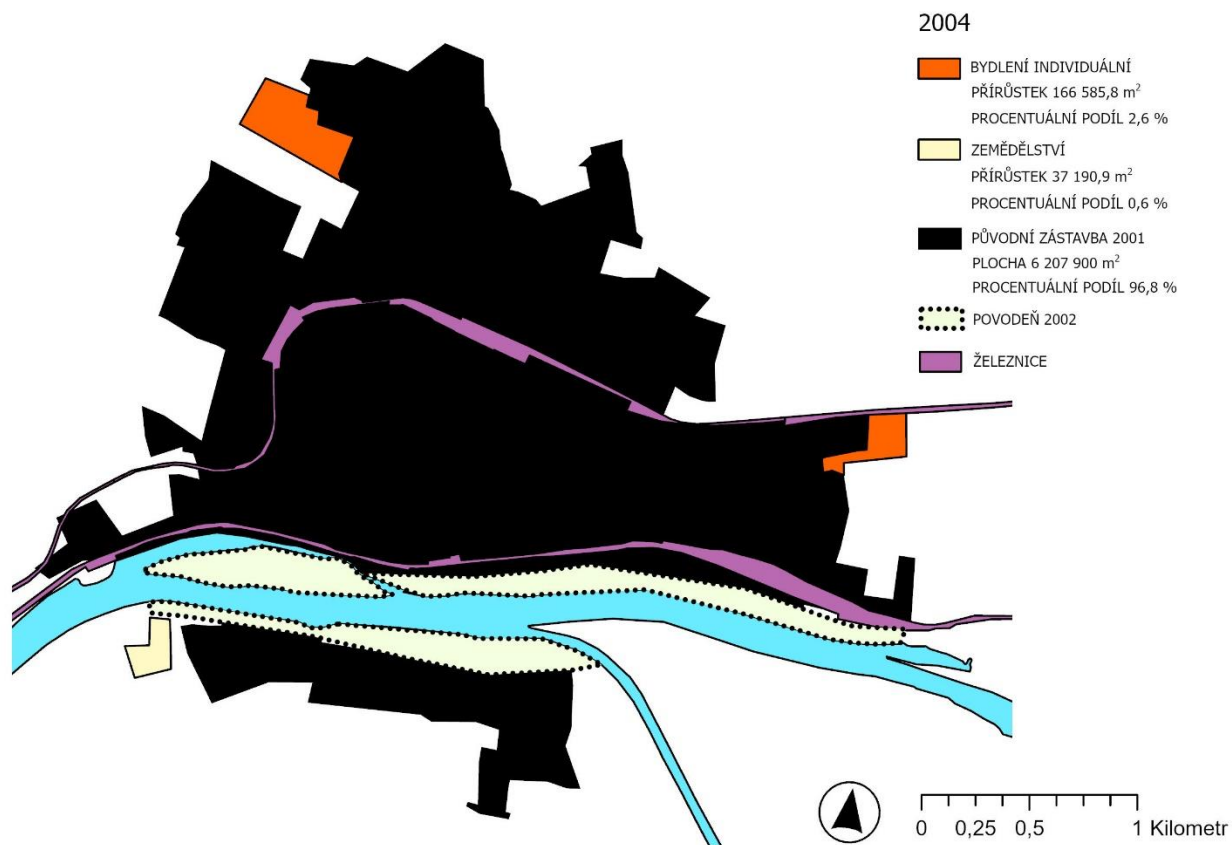 2004
BYDLENÍ INDIVIDUÁLNÍ
PŘÍRŮSTEK 166 585,8 m²
PROCENTUÁLNÍ PODÍL 2,6 %
ZEMĚDĚLSTVÍ
PŘÍRŮSTEK 37 190,9 m²
PROCENTUÁLNÍ PODÍL 0,6 %
PŮVODNÍ ZÁSTAVBA 2001
PLOCHA 6 207 900 m²
PROCENTUÁLNÍ PODÍL 96,8 %
POVODEŇ 2002
ŽELEZNICE
0 0,25 0,5 1 Kilometr